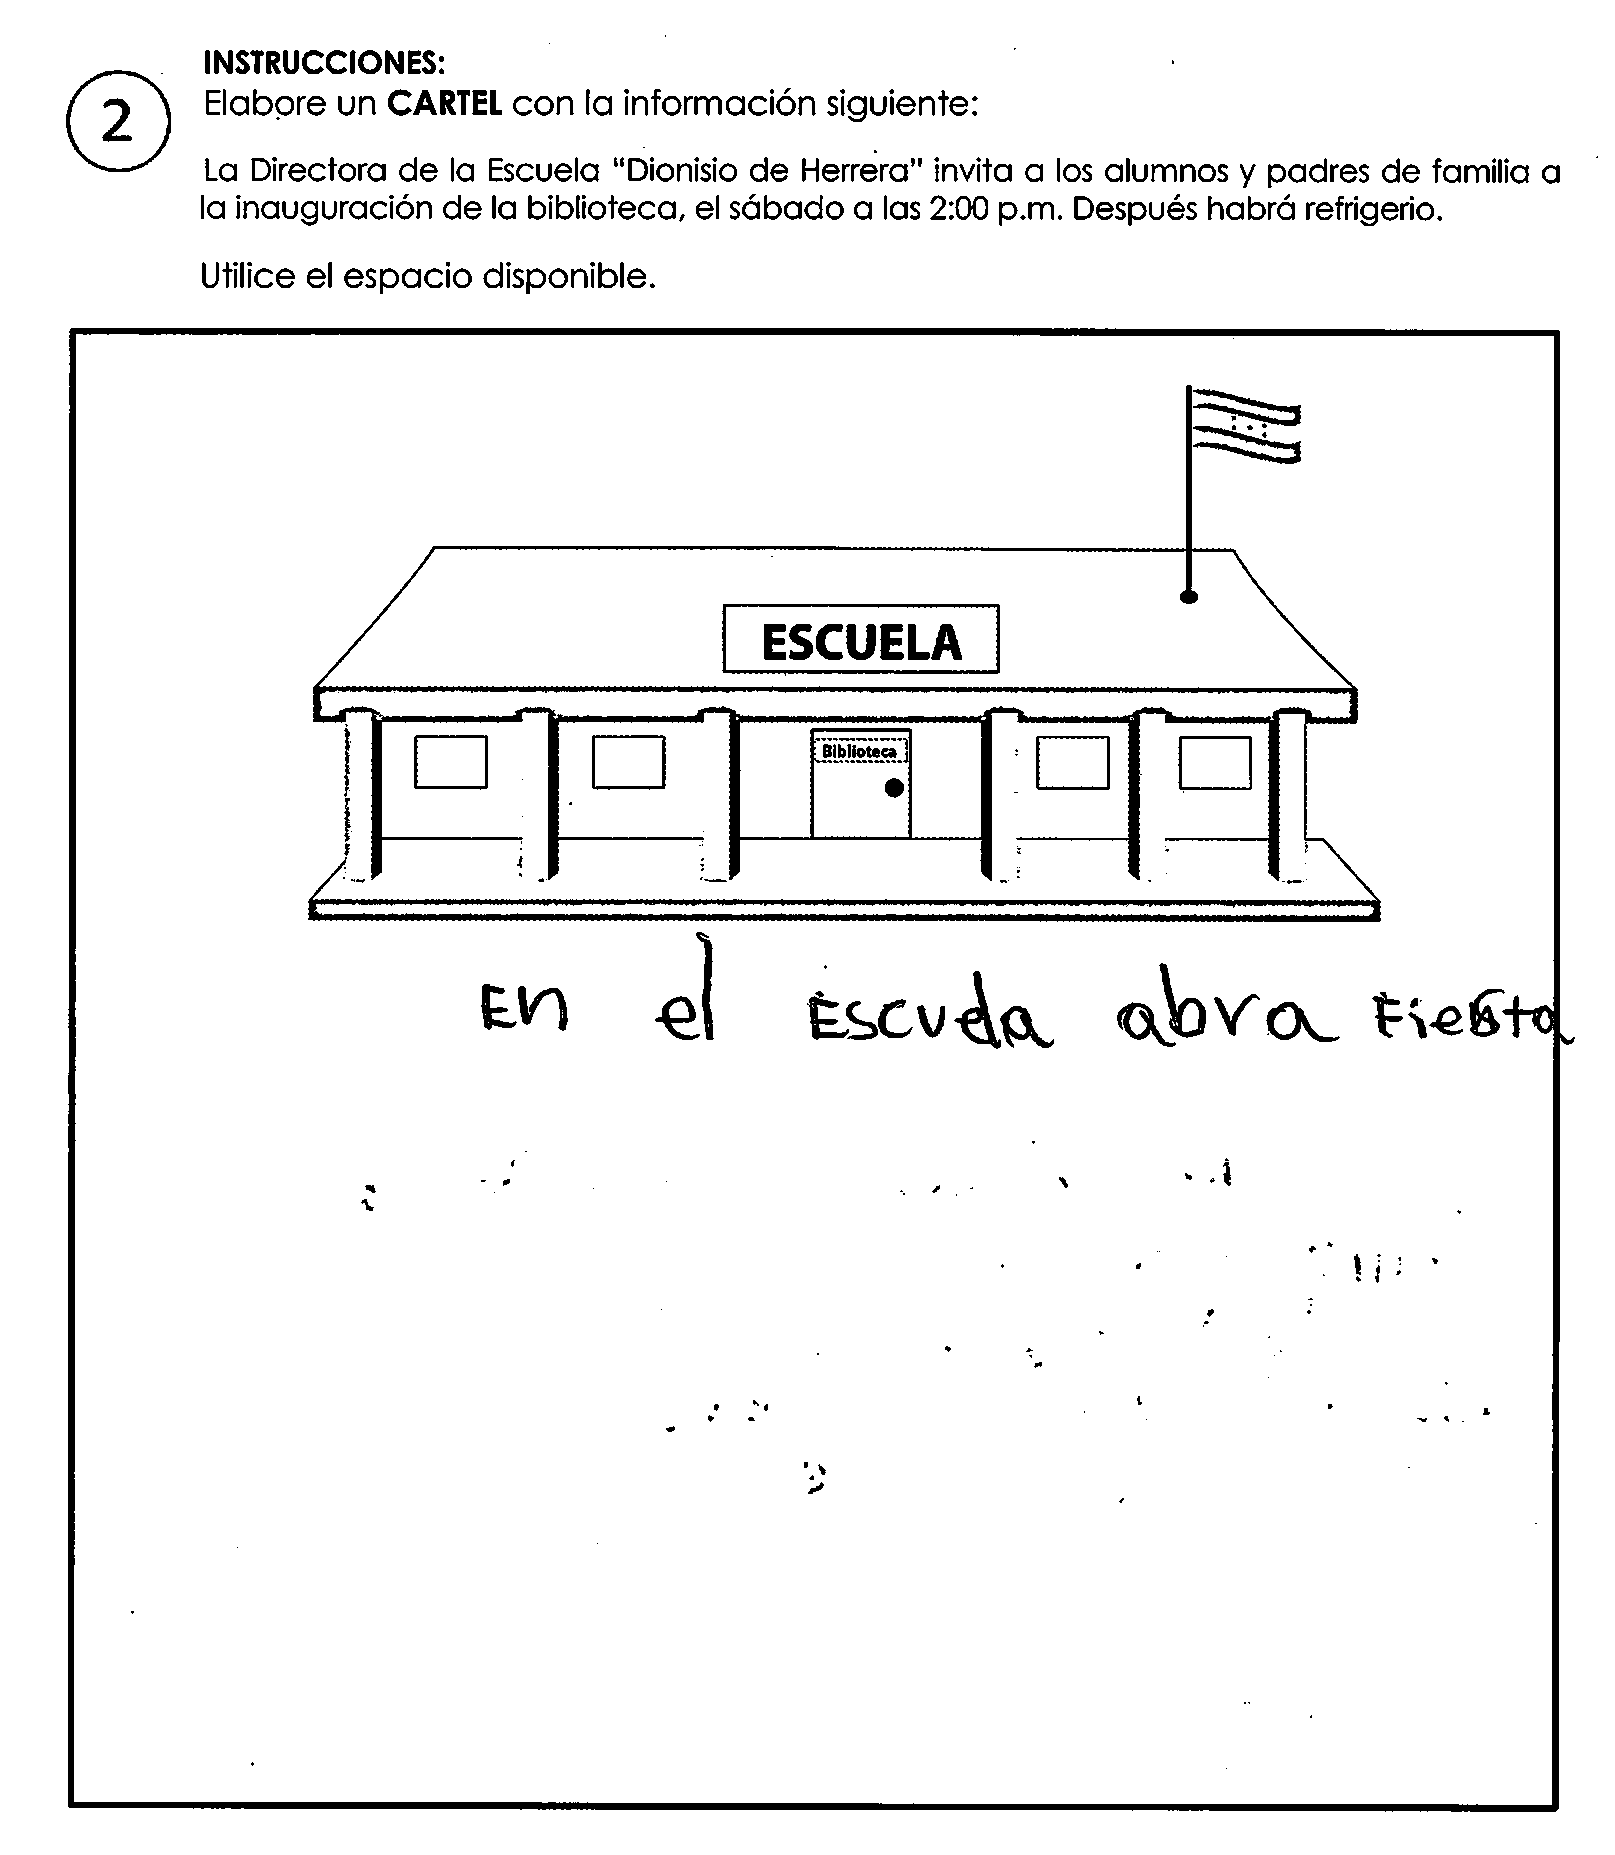 INSTRUCCIONES:
2
Elabore un CARTEL con la información siguiente:
La Directora de la Escuela "Dionisio de Herrera" invita a los alumnos y padres de familia a
la inauguración de la biblioteca, el sábado a las 2:00 p.m. Después habrá refrigerio.
Utilice el espacio disponible.
ESCUELA
Biblioteca
En el Escuela abra Fiesta